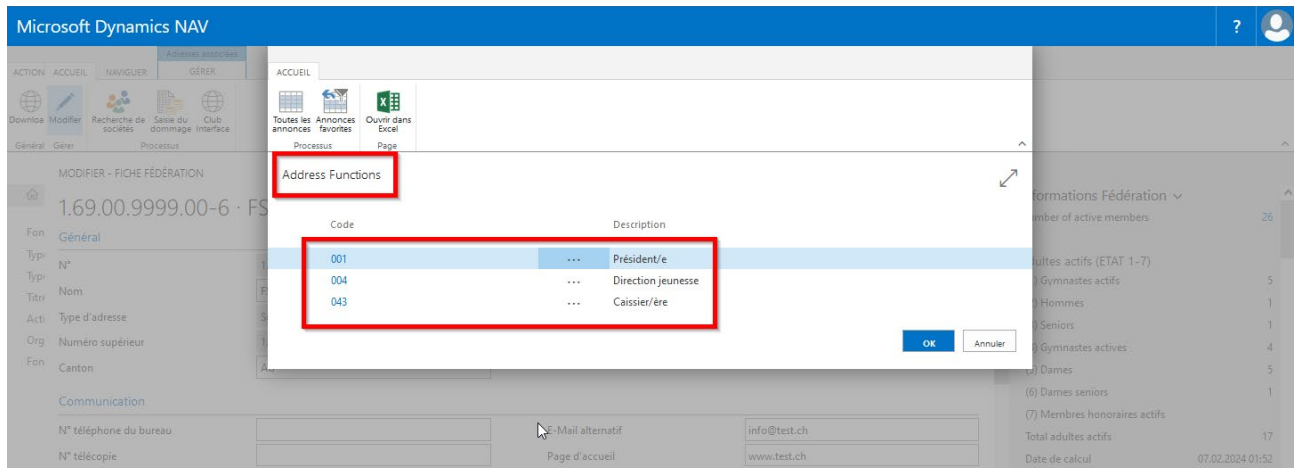 Microsoft Dynamics NAV
?
Adresses associées
ACTION ACCUEIL NAVIGUER GÉRER
ACCUEIL
Modifier
Recherche de sociétés
Saisie du dommage
Club Interface
Général Gérer Processus
Toutes les annonces
Annonces favorites
Ouvrir dans Excel
Processus Page
MODIFIER - FICHE FÉDÉRATION
1.69.00.9999.00-6 · FS
Address Functions
Code Description
001 ... Président/e
004 ... Direction jeunesse
043 ... Caissier/ère
OK Annuler
Général
N°
Nom
Type d'adresse
Numéro supérieur
Canton
Communication
N° téléphone du bureau
E-Mail alternatif info@test.ch
N° télécopie
Page d'accueil www.test.ch
Fédération
of active members 26
actifs (ETAT 1-7)
Gymnastes actifs 5
Hommes 1
Seniors 1
Gymnastes actives 4
Dames 5
(6) Dames seniors 1
(7) Membres honoraires actifs
Total adultes actifs 17
Date de calcul 07.02.2024 01:52